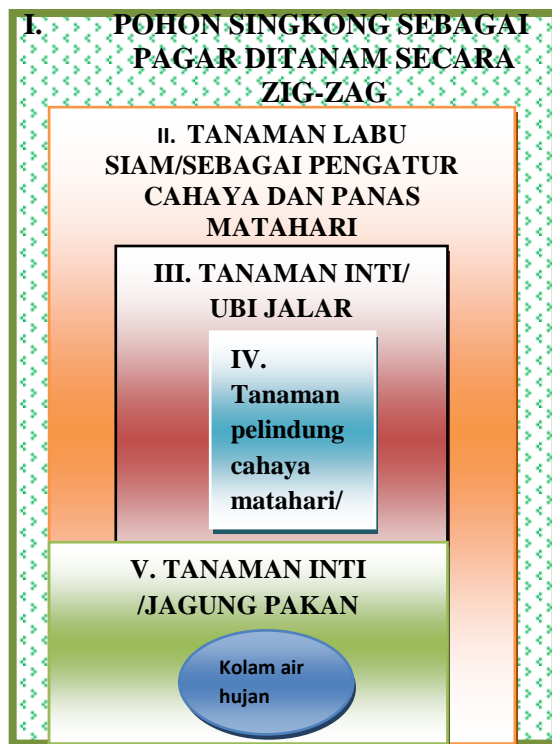 I. POHON SINGKONG SEBAGAI
PAGAR DITANAM SECARA
ZIG-ZAG
II. TANAMAN LABU
SIAM/SEBAGAI PENGATUR
CAHAYA DAN PANAS
MATAHARI
III. TANAMAN INTI/
UBI JALAR
IV.
Tanaman
pelindung
cahaya
matahari/
V. TANAMAN INTI
/JAGUNG PAKAN
Kolam air
hujan